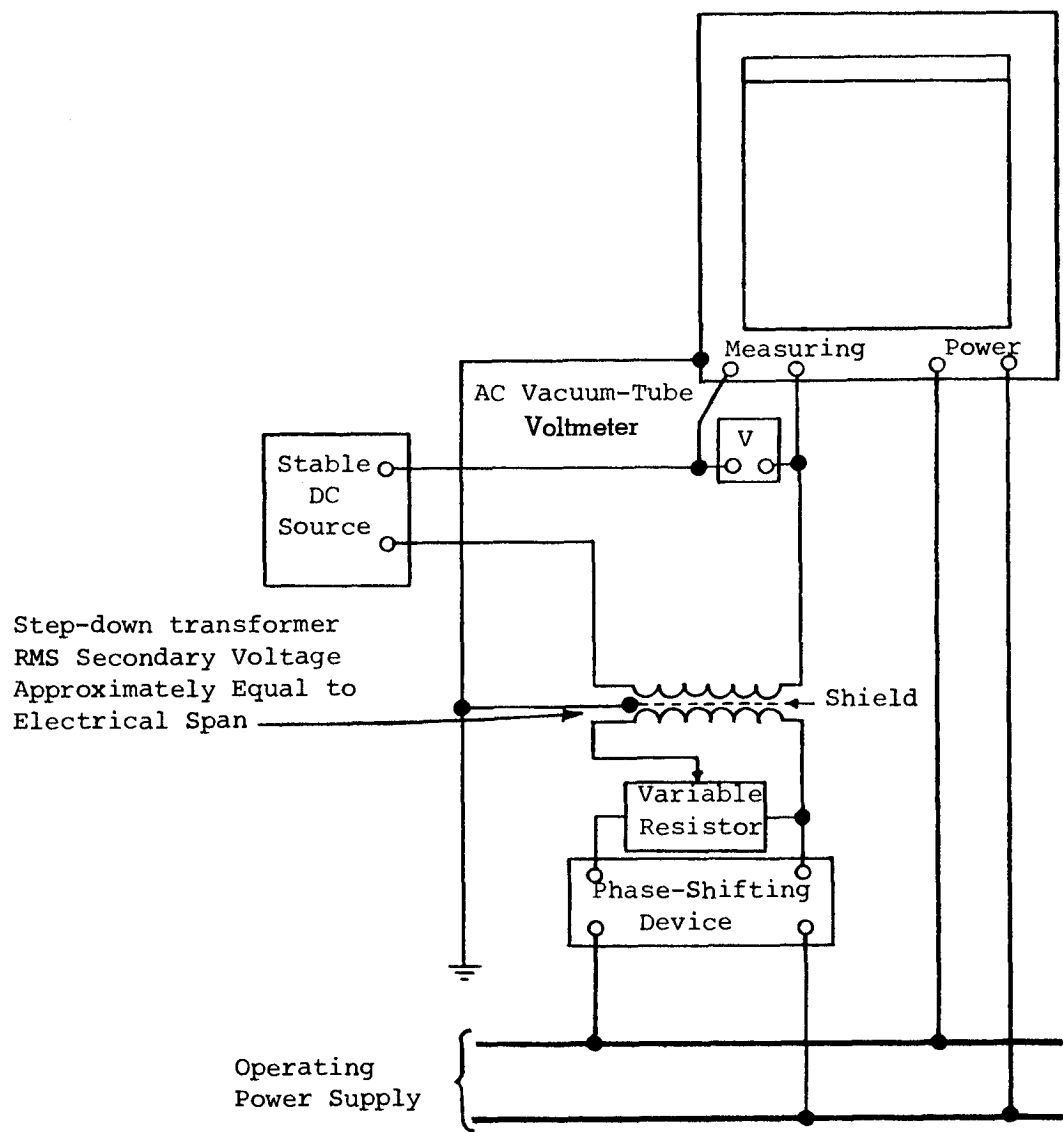 Measuring
Power
AC Vacuum-Tube
Voltmeter
V
Stable
DC
Source
Step-down transformer
RMS Secondary Voltage
Approximately Equal to
Electrical Span
Shield
Variable
Resistor
Phase-Shifting
Device
Operating
Power Supply